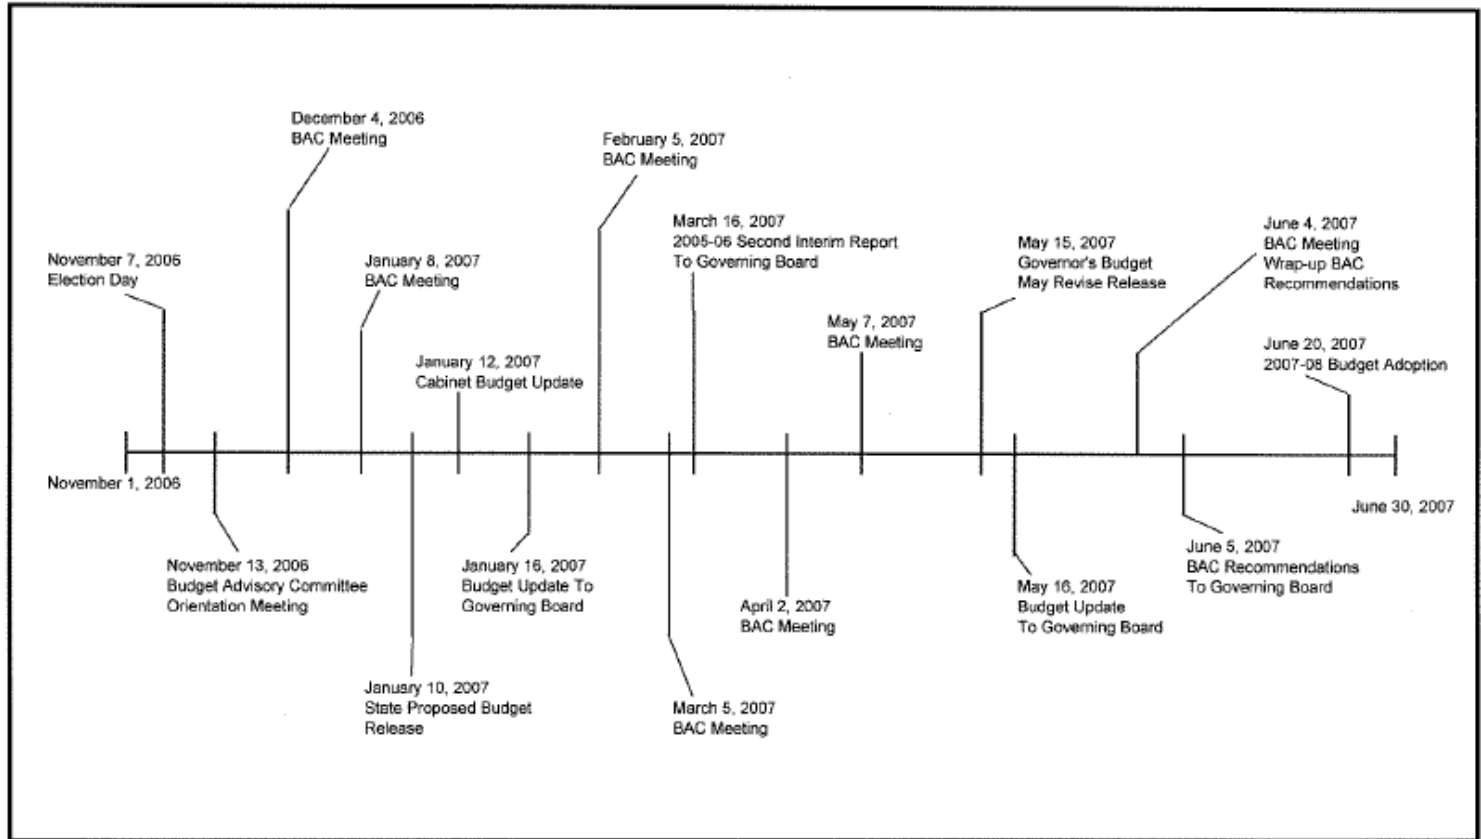 December 4, 2006
BAC Meeting
February 5, 2007
BAC Meeting
March 16, 2007
2005-06 Second Interim Report
To Governing Board
June 4, 2007
BAC Meeting
Wrap-up BAC
Recommendations
May 15, 2007
Governor's Budget
May Revise Release
November 7, 2006
Election Day
January 8, 2007
BAC Meeting
May 7, 2007
BAC Meeting
June 20, 2007
2007-08 Budget Adoption
January 12, 2007
Cabinet Budget Update
November 1, 2006
June 30, 2007
November 13, 2006
Budget Advisory Committee
Orientation Meeting
January 16, 2007
Budget Update To
Governing Board
April 2, 2007
BAC Meeting
May 16, 2007
Budget Update
To Governing Board
June 5, 2007
BAC Recommendations
To Governing Board
January 10, 2007
State Proposed Budget
Release
March 5, 2007
BAC Meeting